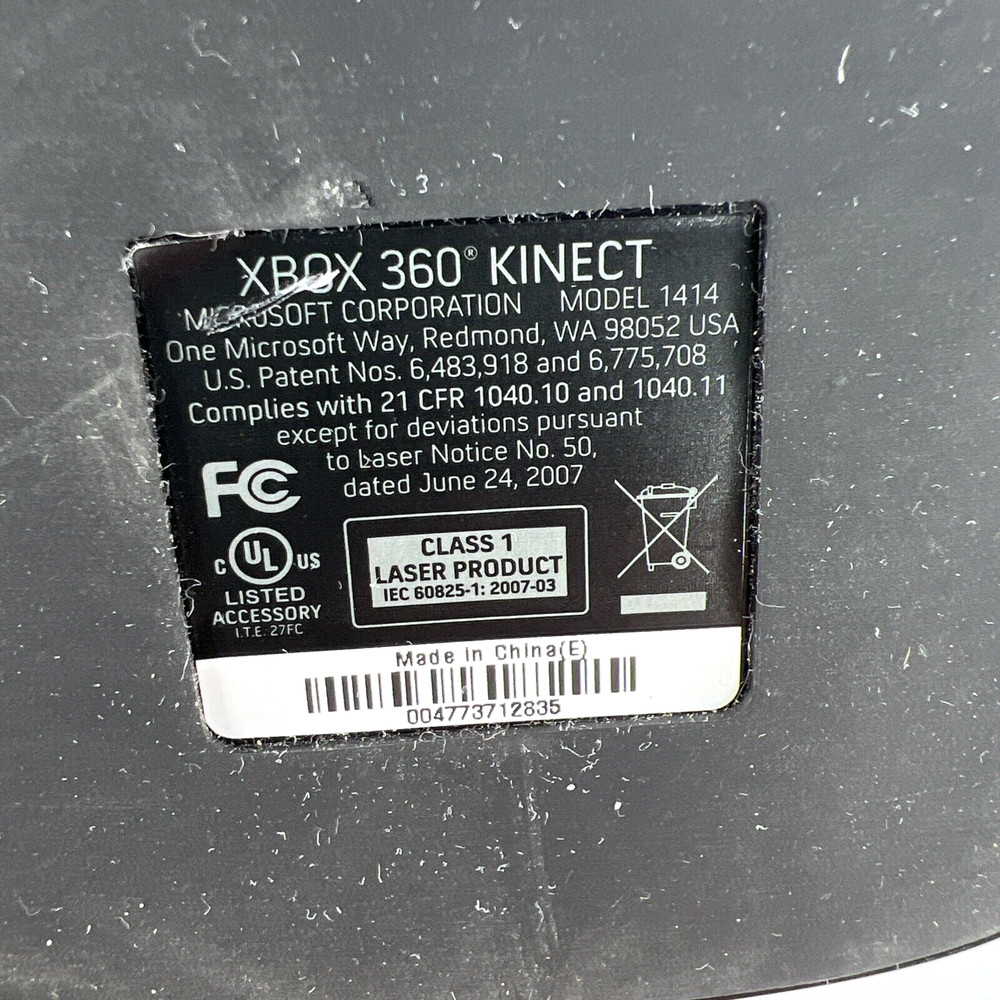 XBOX 360® KINECT
MICROSOFT CORPORATION MODEL 1414
One Microsoft Way, Redmond, WA 98052 USA
U.S. Patent Nos. 6,483,918 and 6,775,708
Complies with 21 CFR 1040.10 and 1040.11
except for deviations pursuant
to Laser Notice No. 50,
dated June 24, 2007
FC
C UL US
LISTED
ACCESSORY
I.T.E. 27FC
CLASS 1
LASER PRODUCT
IEC 60825-1: 2007-03
Made in China(E)
004773712835